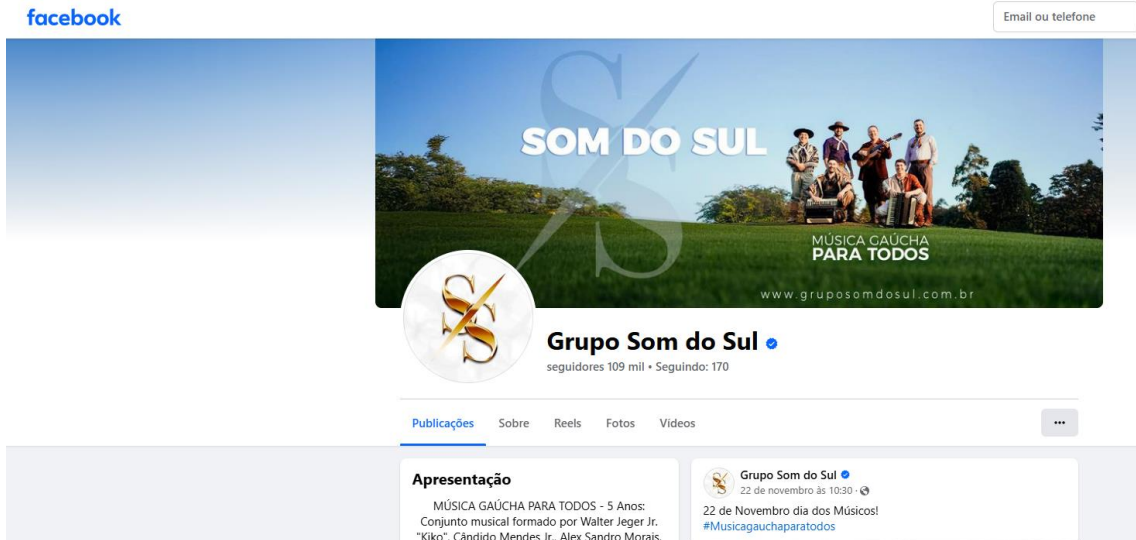 facebook
Email ou telefone
SOM DO SUL
MÚSICA GAÚCHA
PARA TODOS
www.gruposomdosul.com.br
Grupo Som do Sul
seguidores 109 mil • Seguindo: 170
Publicações Sobre Reels Fotos Vídeos
Apresentação
MÚSICA GAÚCHA PARA TODOS - 5 Anos:
Conjunto musical formado por Walter Jeger Jr.
"Kiko", Cândido Mendes Jr., Alex Sandro Morais,
Grupo Som do Sul
22 de novembro às 10:30 ·
22 de Novembro dia dos Músicos!
#Musicagauchaparatodos